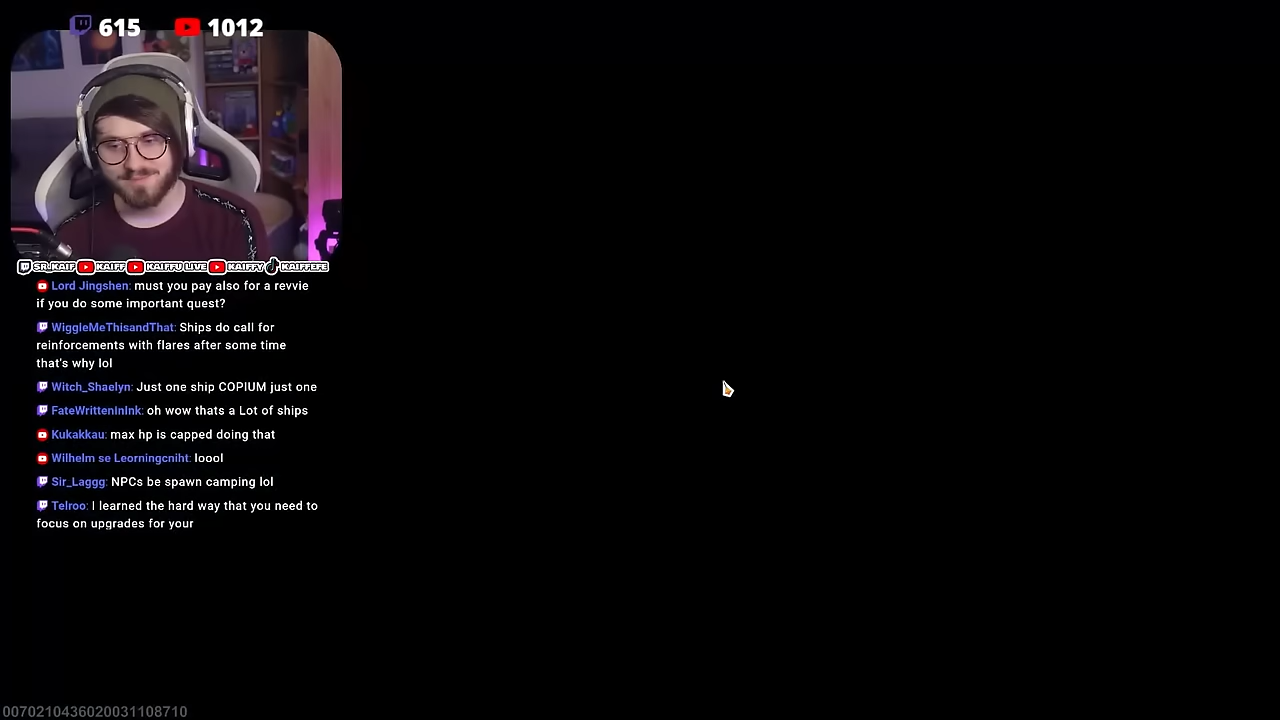 615 1012
SR_KAIF KAIFF KAIFFU LIVE KAIFFY KAIFFEFE
Lord Jingshen: must you pay also for a revvie
if you do some important quest?
WiggleMeThisandThat: Ships do call for
reinforcements with flares after some time
that's why lol
Witch_Shaelyn: Just one ship COPIUM just one
FateWrittenInInk: oh wow thats a Lot of ships
Kukakkau: max hp is capped doing that
Wilhelm se Leorningcniht: loool
Sir_Laggg: NPCs be spawn camping lol
Telroo: I learned the hard way that you need to
focus on upgrades for your
0070210436020031108710